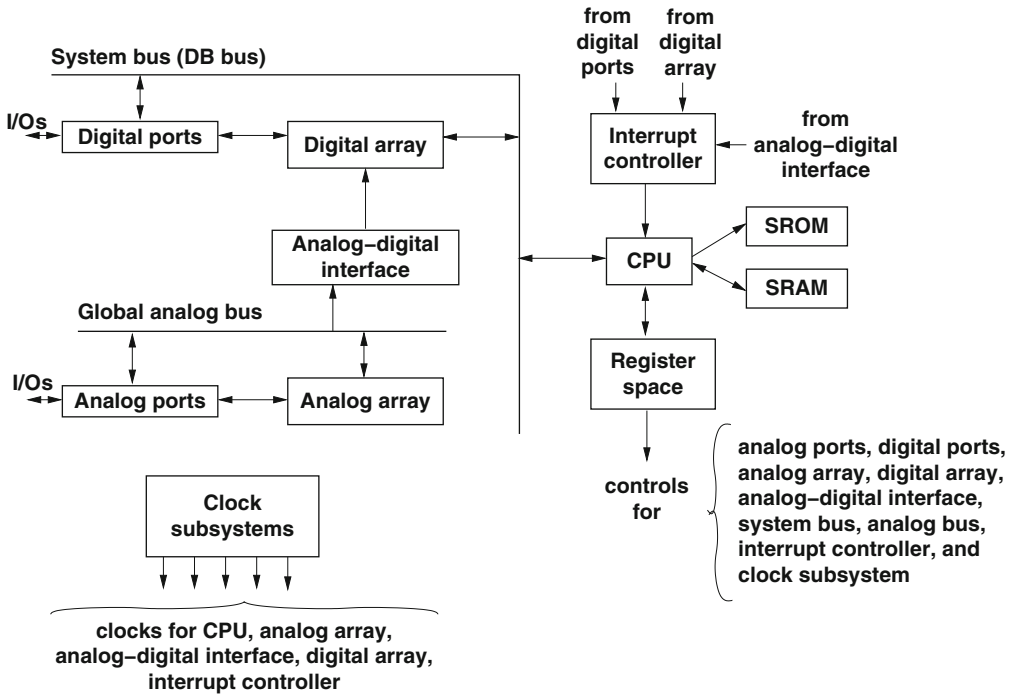 System bus (DB bus)
I/Os
Digital ports
Digital array
Analog−digital
interface
Global analog bus
I/Os
Analog ports
Analog array
Clock
subsystems
clocks for CPU, analog array,
analog−digital interface, digital array,
interrupt controller
from
digital
ports
from
digital
array
Interrupt
controller
from
analog−digital
interface
CPU
SROM
SRAM
Register
space
controls
for
analog ports, digital ports,
analog array, digital array,
analog−digital interface,
system bus, analog bus,
interrupt controller, and
clock subsystem